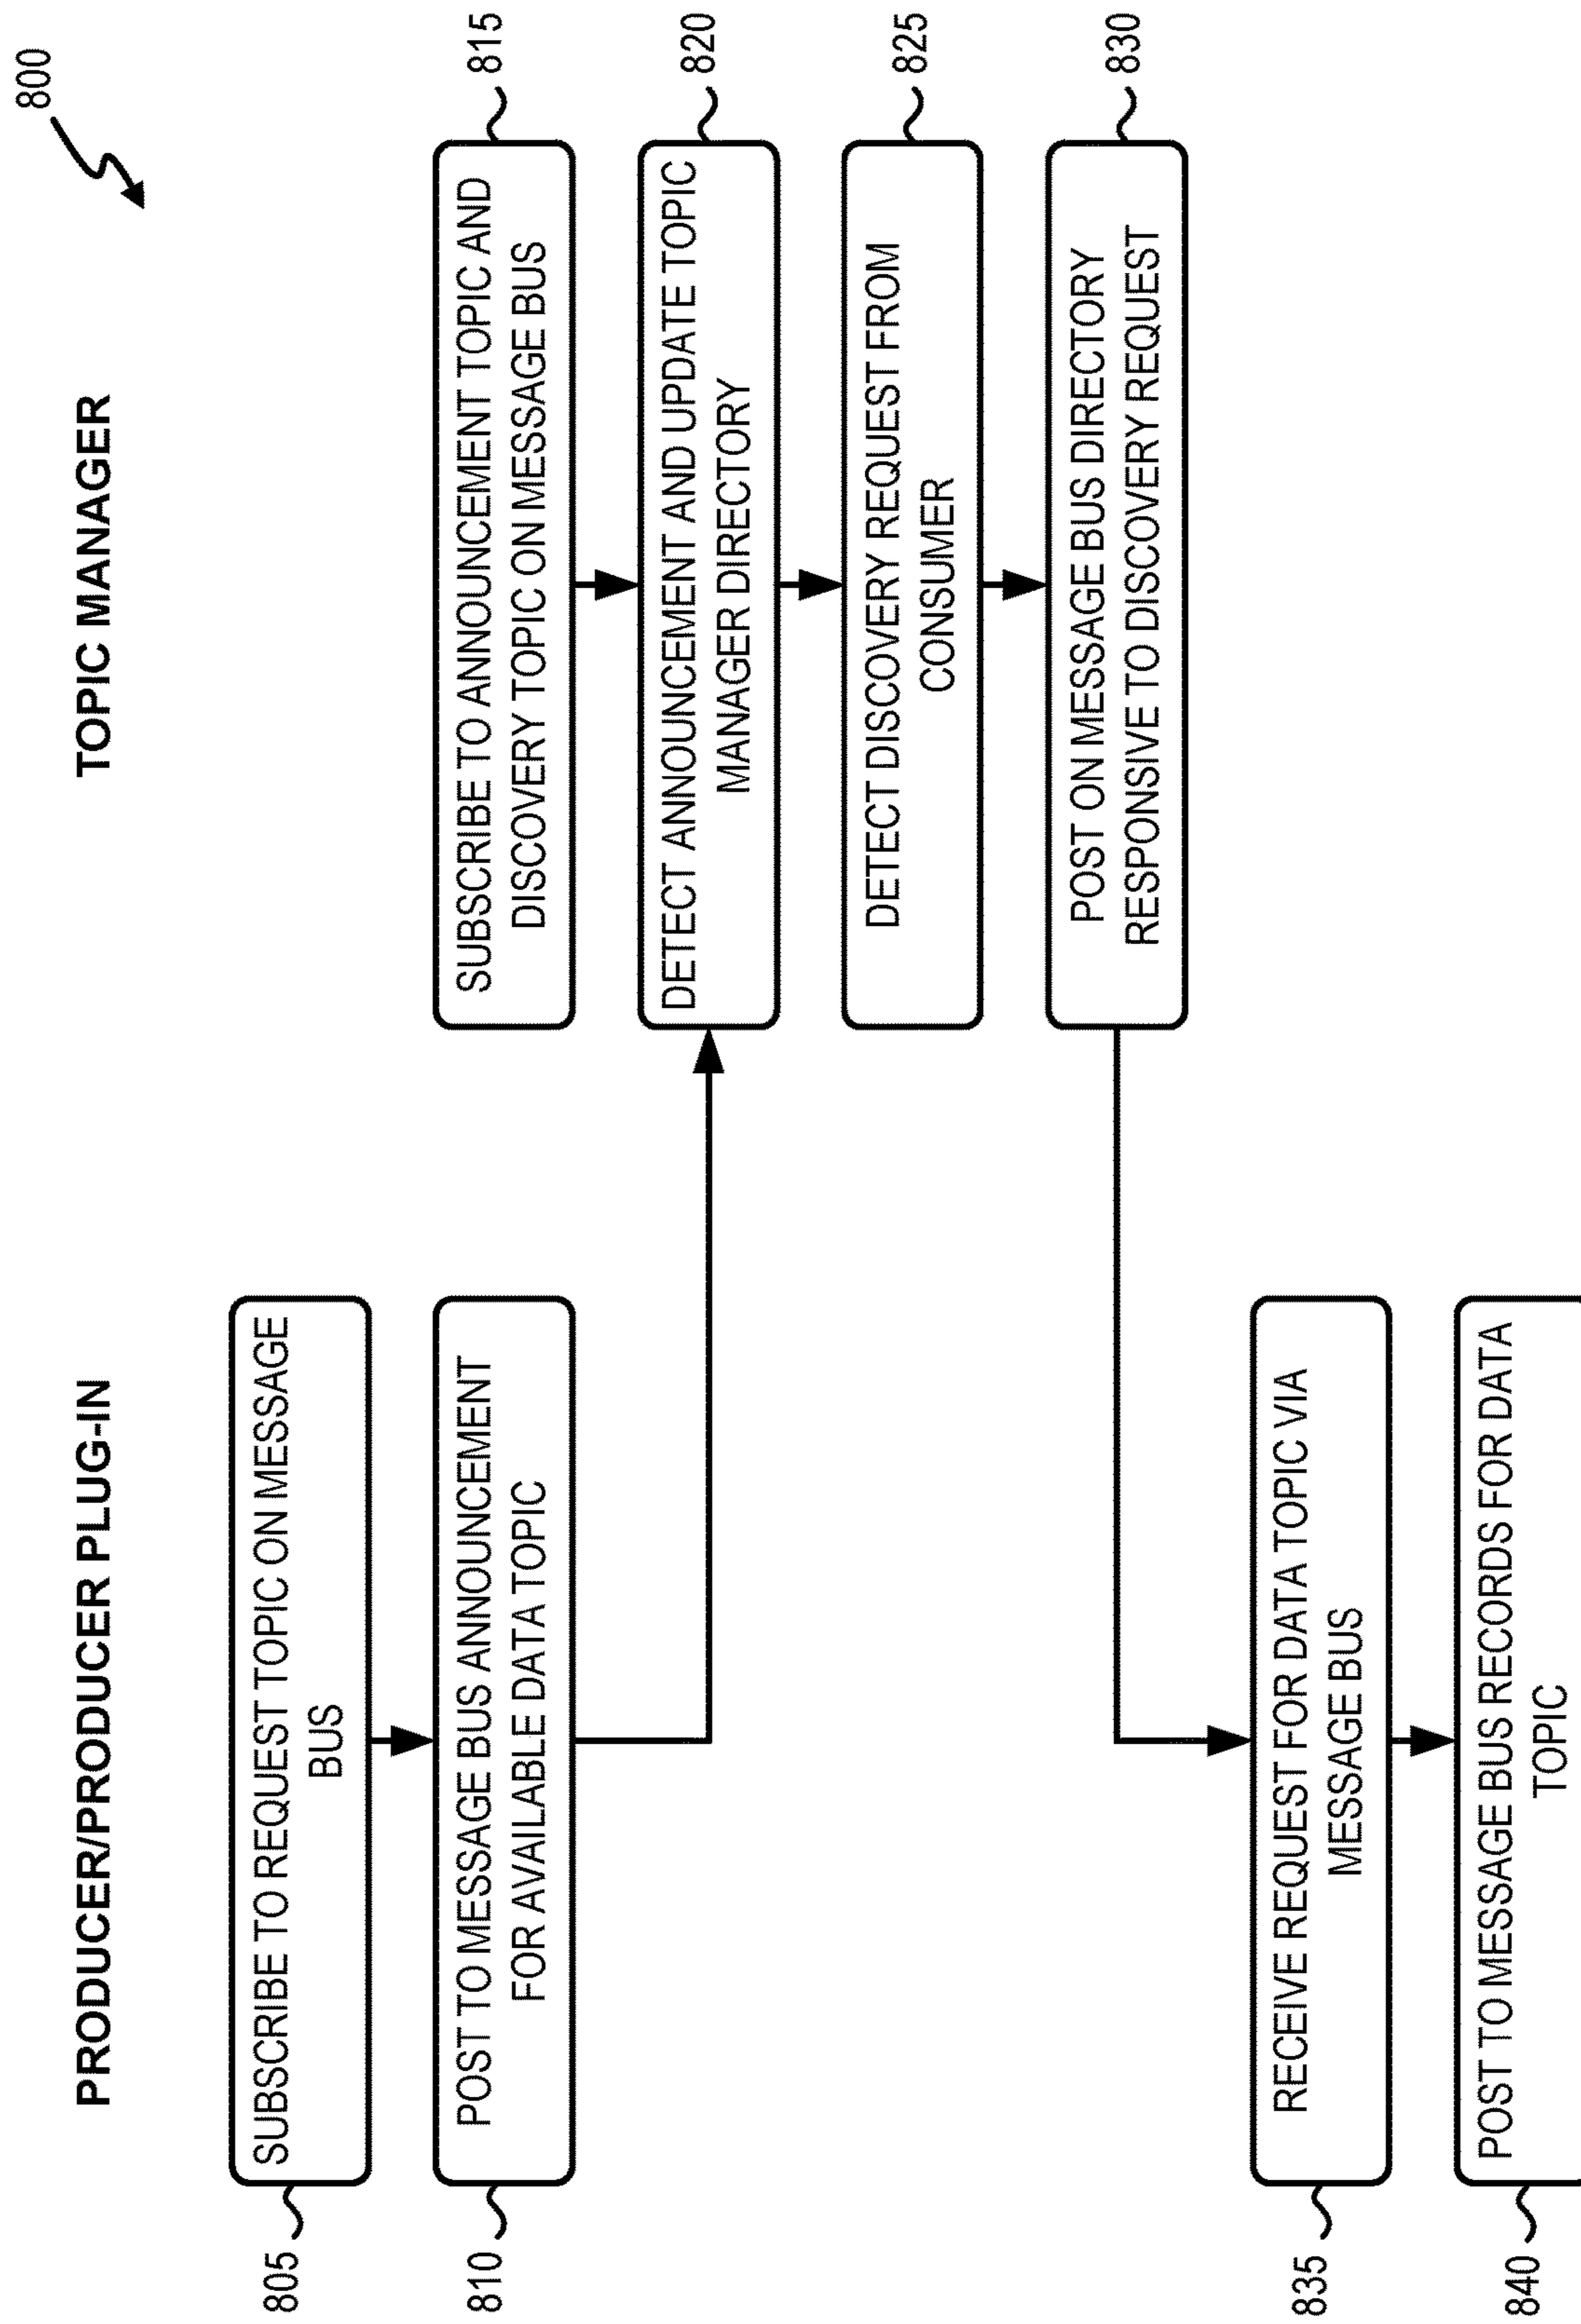 800
PRODUCER/PRODUCER PLUG-IN
TOPIC MANAGER
805
SUBSCRIBE TO REQUEST TOPIC ON MESSAGE
BUS
810
POST TO MESSAGE BUS ANNOUNCEMENT
FOR AVAILABLE DATA TOPIC
SUBSCRIBE TO ANNOUNCEMENT TOPIC AND
DISCOVERY TOPIC ON MESSAGE BUS
815
DETECT ANNOUNCEMENT AND UPDATE TOPIC
MANAGER DIRECTORY
820
DETECT DISCOVERY REQUEST FROM
CONSUMER
825
POST ON MESSAGE BUS DIRECTORY
RESPONSIVE TO DISCOVERY REQUEST
830
835
RECEIVE REQUEST FOR DATA TOPIC VIA
MESSAGE BUS
840
POST TO MESSAGE BUS RECORDS FOR DATA
TOPIC